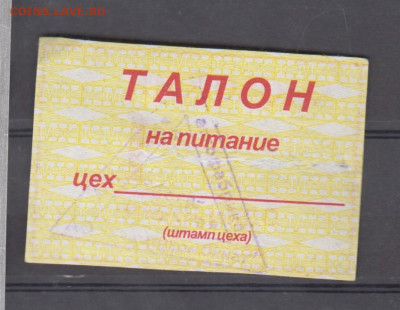 COINS.LAVE.RU
ТАЛОН
на питание
цех
(штамп цеха)